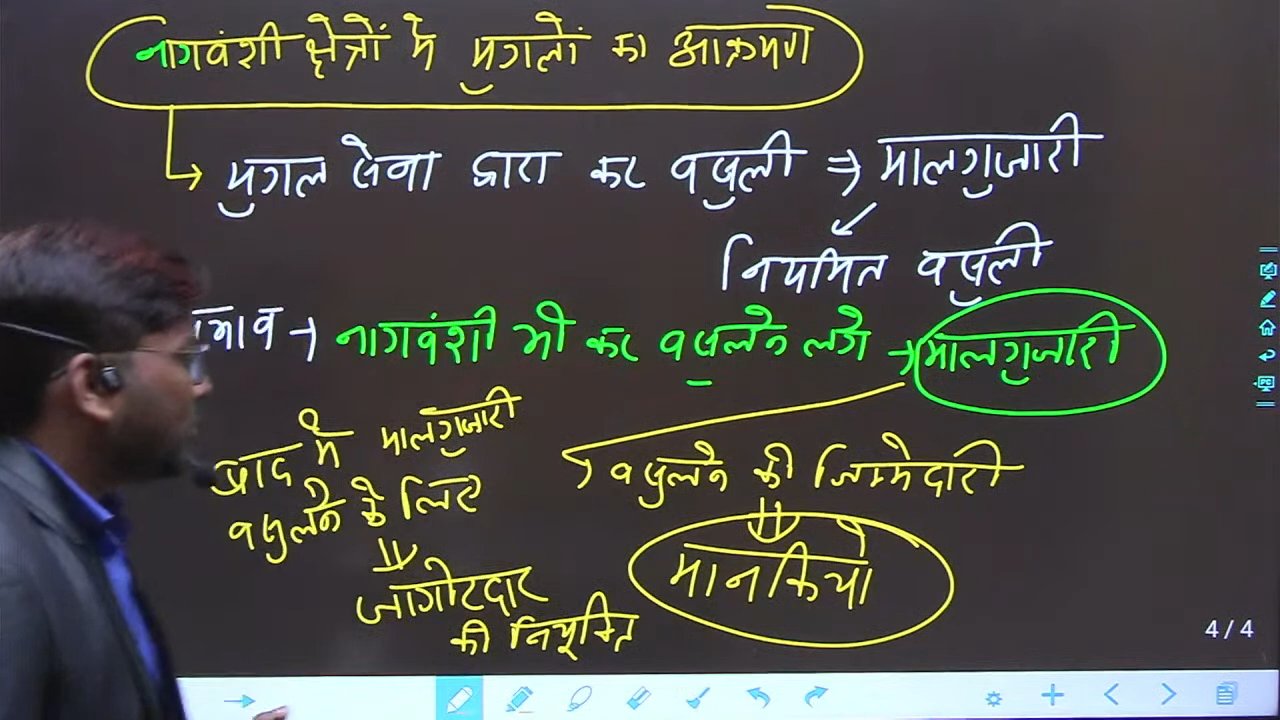 नागवंशी क्षेत्रों मे मुगलों का आक्रमण
मुगल सेना द्वारा कर वसुली ⇒ मालगुजारी
नियमित वसुली
भाव → नागवंशी भी कर वसुलने लगे → मालगुजारी
बाद मे मालगुजारी
वसुलने के लिए
जागीरदार
की नियुक्ति
वसुलने की जिम्मेदारी
मानकियो
4 / 4